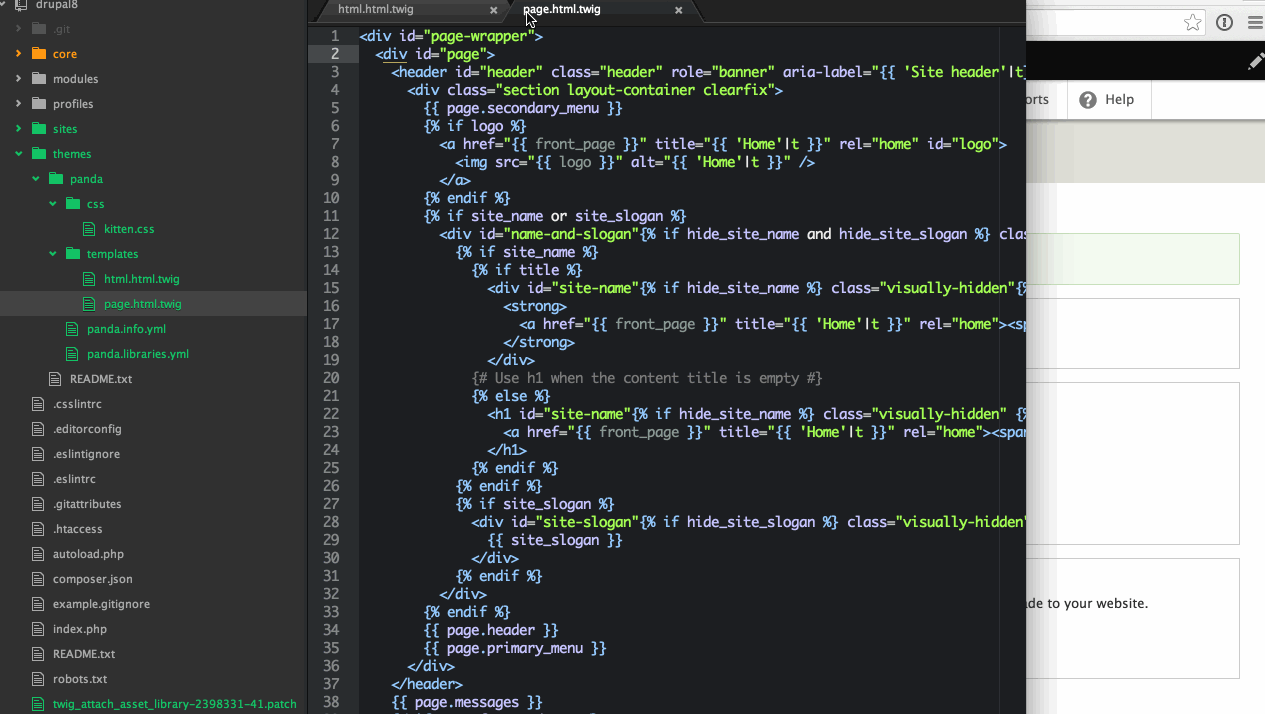 drupal8
.git
core
modules
profiles
sites
themes
panda
css
kitten.css
templates
html.html.twig
page.html.twig
panda.info.yml
panda.libraries.yml
README.txt
.csslintrc
.editorconfig
.eslintignore
.eslintrc
.gitattributes
.htaccess
autoload.php
composer.json
example.gitignore
index.php
README.txt
robots.txt
twig_attach_asset_library-2398331-41.patch
html.html.twig × page.html.twig ×
1 <div id="page-wrapper">
2 <div id="page">
3 <header id="header" class="header" role="banner" aria-label="{{ 'Site header'|t}
4 <div class="section layout-container clearfix">
5 {{ page.secondary_menu }}
6 {% if logo %}
7 <a href="{{ front_page }}" title="{{ 'Home'|t }}" rel="home" id="logo">
8 <img src="{{ logo }}" alt="{{ 'Home'|t }}" />
9 </a>
10 {% endif %}
11 {% if site_name or site_slogan %}
12 <div id="name-and-slogan"{% if hide_site_name and hide_site_slogan %} clas
13 {% if site_name %}
14 {% if title %}
15 <div id="site-name"{% if hide_site_name %} class="visually-hidden"{%
16 <strong>
17 <a href="{{ front_page }}" title="{{ 'Home'|t }}" rel="home"><sp
18 </strong>
19 </div>
20 {# Use h1 when the content title is empty #}
21 {% else %}
22 <h1 id="site-name"{% if hide_site_name %} class="visually-hidden" {%
23 <a href="{{ front_page }}" title="{{ 'Home'|t }}" rel="home"><span
24 </h1>
25 {% endif %}
26 {% endif %}
27 {% if site_slogan %}
28 <div id="site-slogan"{% if hide_site_slogan %} class="visually-hidden"
29 {{ site_slogan }}
30 </div>
31 {% endif %}
32 </div>
33 {% endif %}
34 {{ page.header }}
35 {{ page.primary_menu }}
36 </div>
37 </header>
38 {{ page.messages }}
orts ? Help
ade to your website.